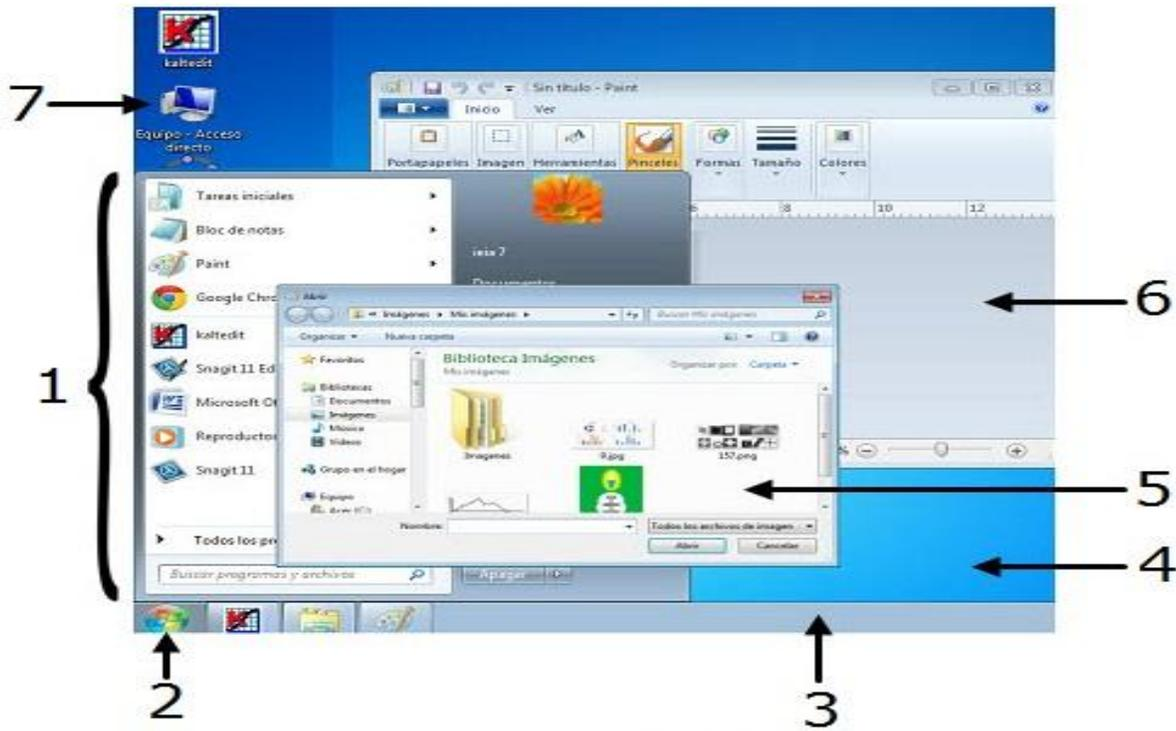 kaltedit
7
Equipo - Acceso
directo
Sin título - Paint
Inicio
Ver
Portapapeles
Imagen
Herramientas
Pinceles
Formas
Tamaño
Colores
6
8
10
12
1
Tareas iniciales
Bloc de notas
Paint
Google Chro
kaltedit
Snagit 11 Ed
Microsoft Of
Reproductor
Snagit 11
Todos los pro
Buscar programas y archivos
Documentos
Apagar
Abrir
Imágenes
Mis imágenes
Buscar Mis imágenes
Organizar
Nueva carpeta
Favoritos
Bibliotecas
Documentos
Imágenes
Música
Vídeos
Grupo en el hogar
Equipo
Acer (C:)
Biblioteca Imágenes
Mis imágenes
Organizar por: Carpeta
Imagenes
9.jpg
157.png
Nombre:
Todos los archivos de imagen
Abrir
Cancelar
%
6
5
4
2
3